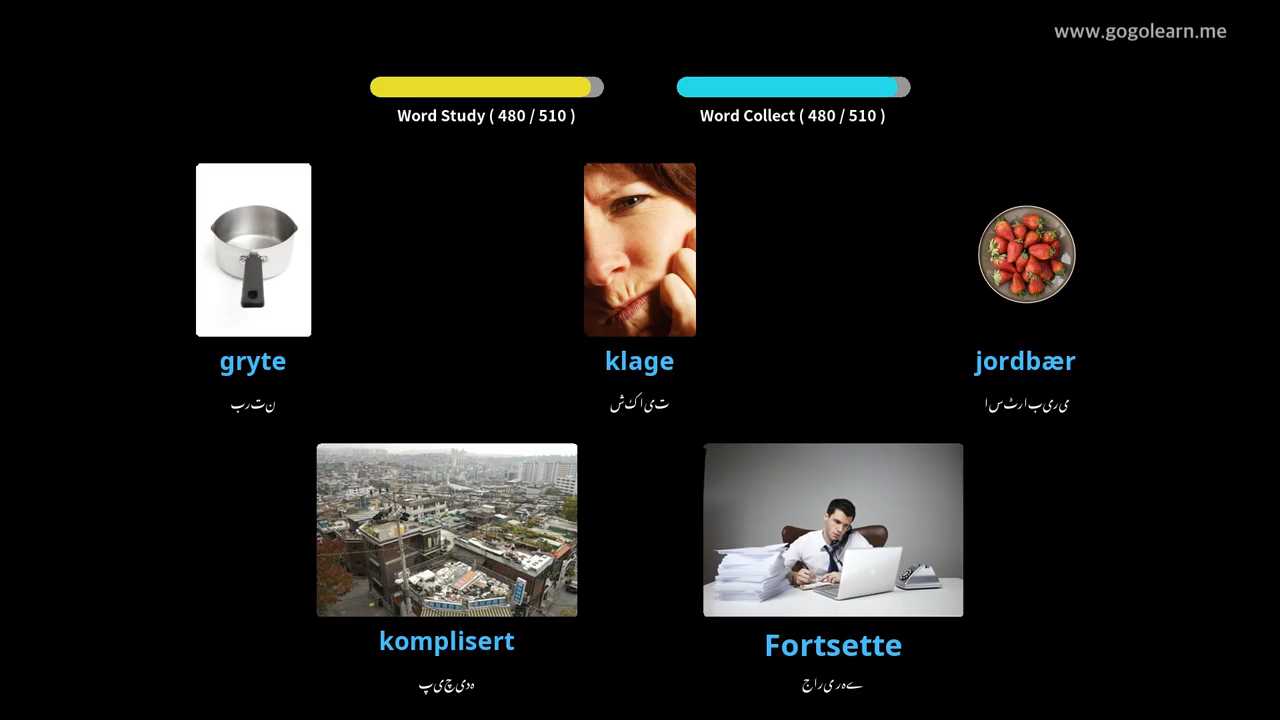 www.gogolearn.me
Word Study ( 480 / 510 )
Word Collect ( 480 / 510 )
gryte
klage
jordbær
برتن
شکایت
اسٹرابیری
komplisert
Fortsette
پیچیدہ
جاری رہے